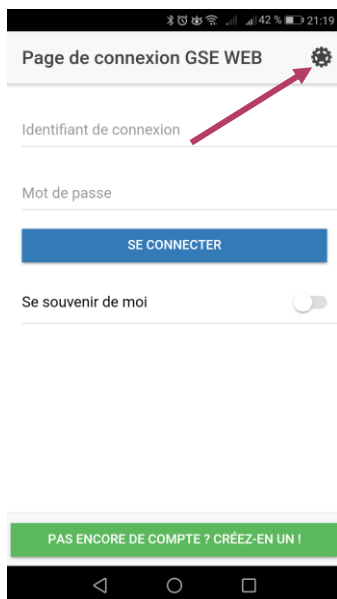 42 % 21:19
Page de connexion GSE WEB
Identifiant de connexion
Mot de passe
SE CONNECTER
Se souvenir de moi
PAS ENCORE DE COMPTE ? CRÉEZ-EN UN !